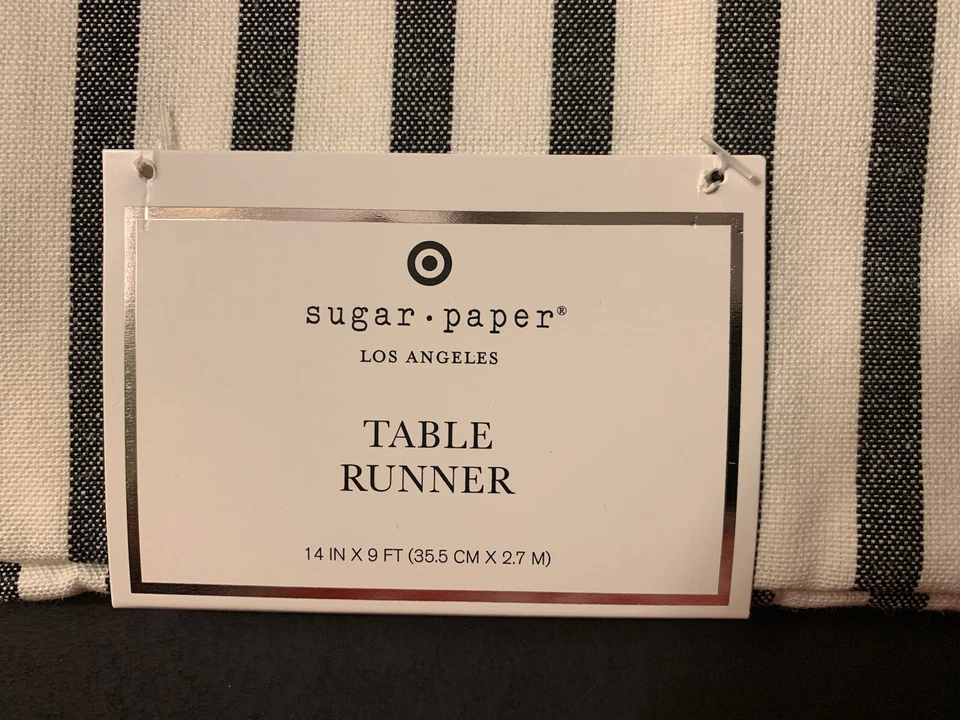 sugar·paper®
LOS ANGELES
TABLE
RUNNER
14 IN X 9 FT (35.5 CM X 2.7 M)